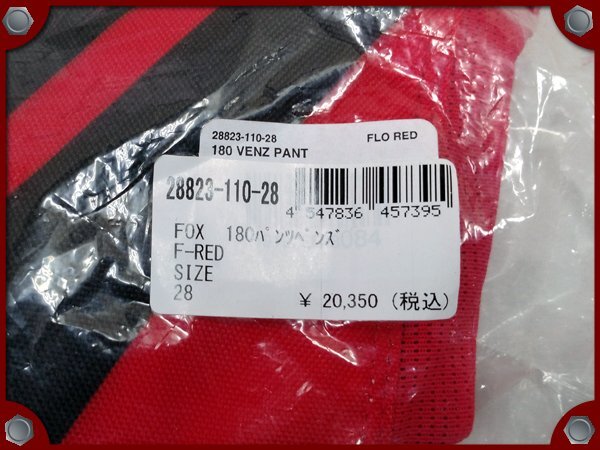 28823-110-28 FLO RED
180 VENZ PANT
28823-110-28
4 547836 457395
FOX 180ﾊﾟﾝﾂﾍﾞﾝｽﾞ
F-RED
SIZE
28
¥ 20,350 (税込)